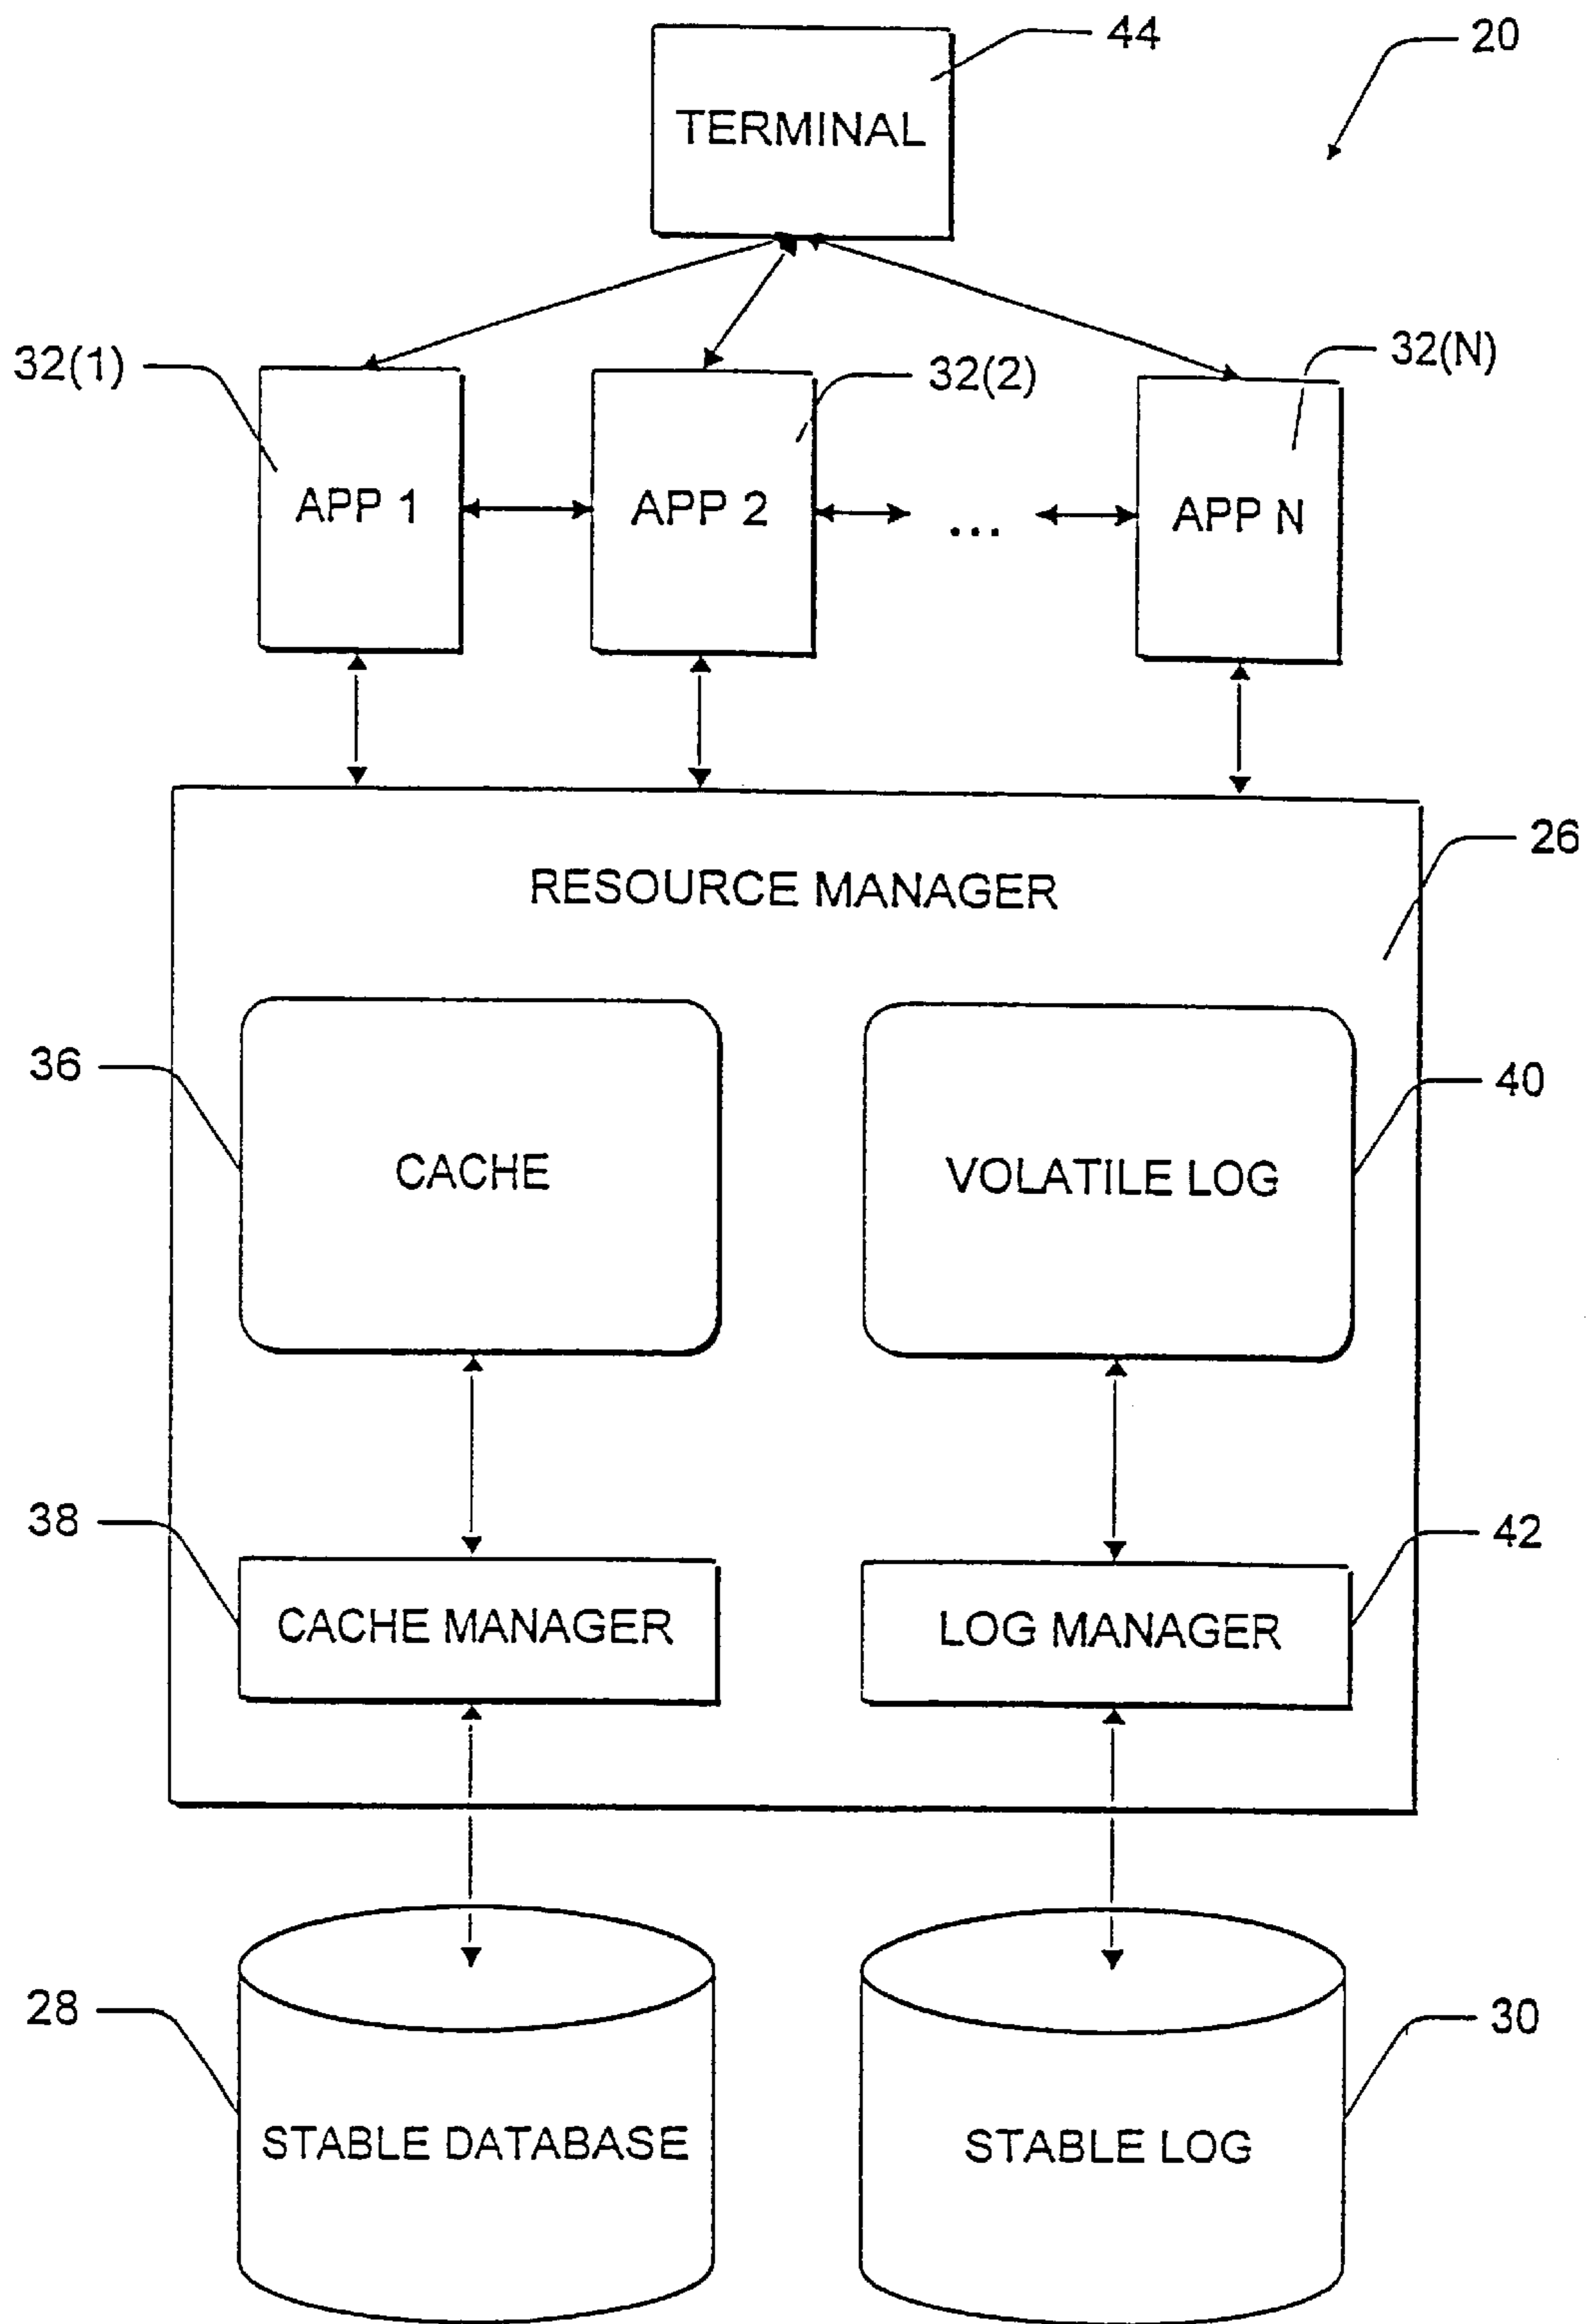 44
20
TERMINAL
32(1)
32(2)
32(N)
APP 1
APP 2
...
APP N
26
RESOURCE MANAGER
36
40
CACHE
VOLATILE LOG
38
42
CACHE MANAGER
LOG MANAGER
28
30
STABLE DATABASE
STABLE LOG